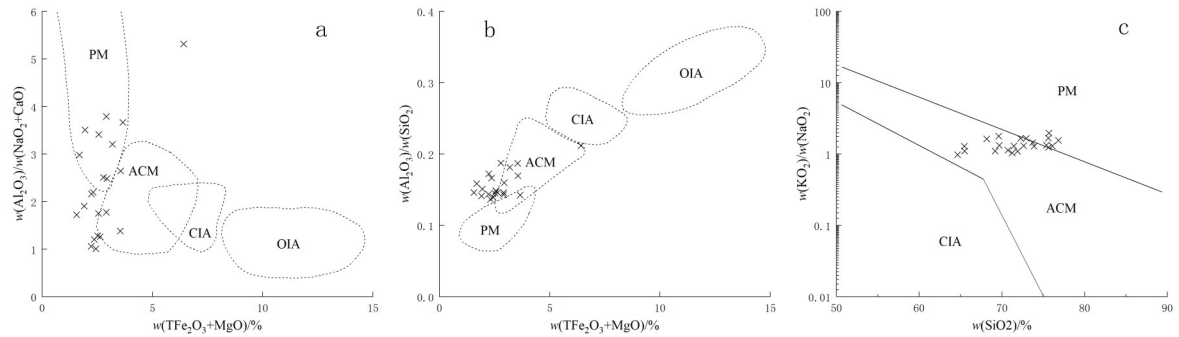 a
6
5
4
3
2
1
0
w(Al₂O₃)/w(NaO₂+CaO)
PM
ACM
CIA
OIA
0 5 10 15
w(TFe₂O₃+MgO)/%
b
0.4
0.3
0.2
0.1
0.0
w(Al₂O₃)/w(SiO₂)
OIA
CIA
ACM
PM
0 5 10 15
w(TFe₂O₃+MgO)/%
c
100
10
1
0.1
0.01
w(KO₂)/w(NaO₂)
PM
ACM
CIA
50 60 70 80 90
w(SiO2)/%